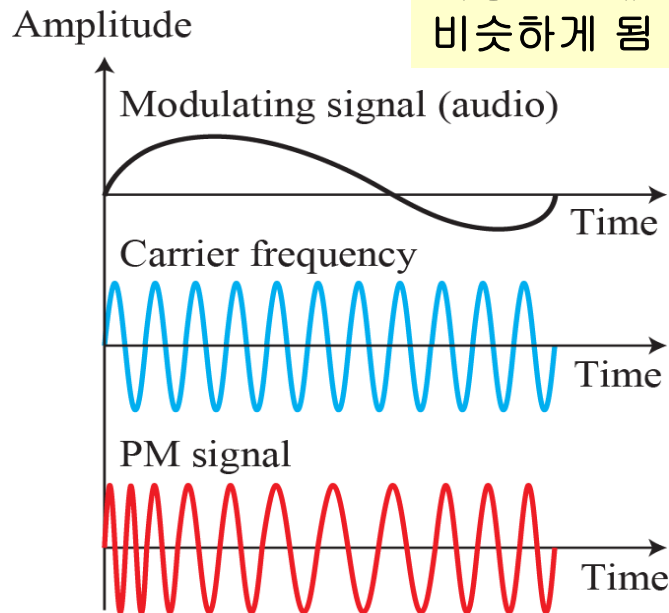 Amplitude
비슷하게 됨
Modulating signal (audio)
Time
Carrier frequency
Time
PM signal
Time